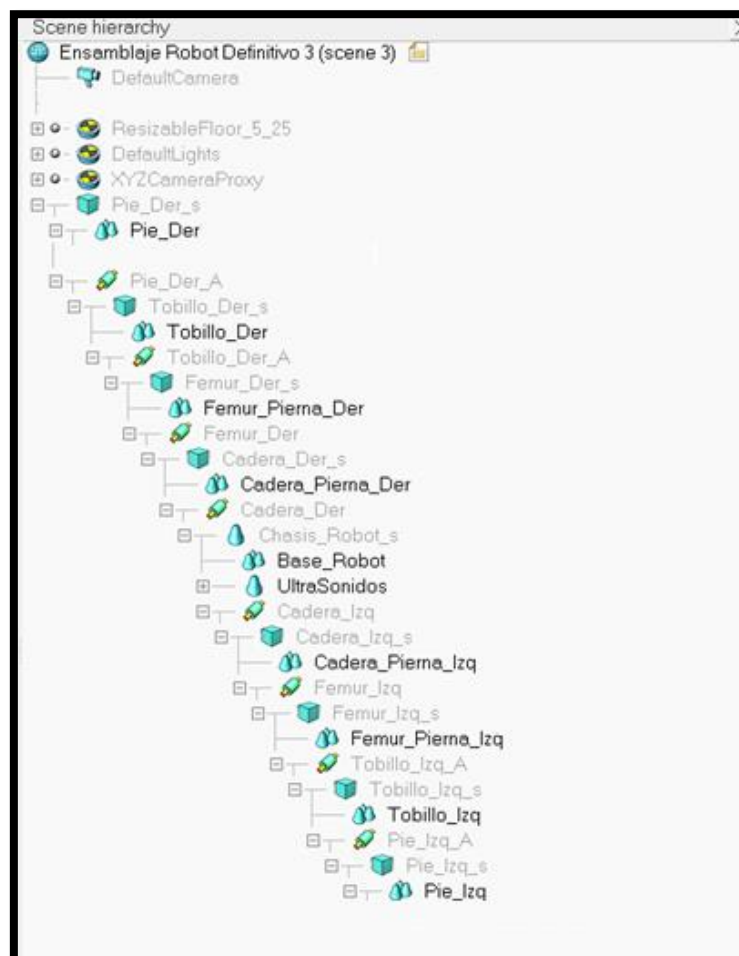 Scene hierarchy
Ensamblaje Robot Definitivo 3 (scene 3)
DefaultCamera
ResizableFloor_5_25
DefaultLights
XYZCameraProxy
Pie_Der_s
Pie_Der
Pie_Der_A
Tobillo_Der_s
Tobillo_Der
Tobillo_Der_A
Femur_Der_s
Femur_Pierna_Der
Femur_Der
Cadera_Der_s
Cadera_Pierna_Der
Cadera_Der
Chasis_Robot_s
Base_Robot
UltraSonidos
Cadera_Izq
Cadera_Izq_s
Cadera_Pierna_Izq
Femur_Izq
Femur_Izq_s
Femur_Pierna_Izq
Tobillo_Izq_A
Tobillo_Izq_s
Tobillo_Izq
Pie_Izq_A
Pie_Izq_s
Pie_Izq